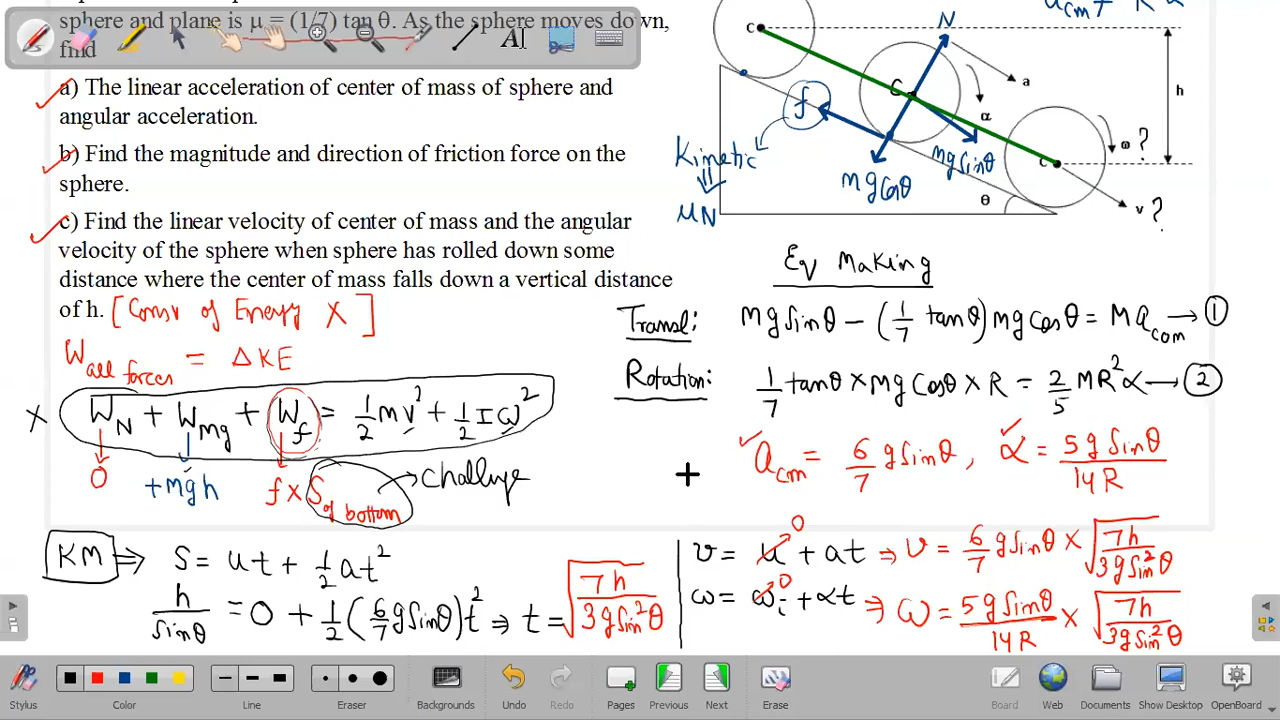 sphere and plane is μ = (1/7) tan θ. As the sphere moves down,
find
a) The linear acceleration of center of mass of sphere and
angular acceleration.
b) Find the magnitude and direction of friction force on the
sphere.
c) Find the linear velocity of center of mass and the angular
velocity of the sphere when sphere has rolled down some
distance where the center of mass falls down a vertical distance
of h. [Consv of Energy X]
W all forces = ΔKE
X W_N + W_mg + W_f = 1/2 mv² + 1/2 Iω²
0 +mgh f × S of bottom → Challenge
KM ⇒ S = ut + 1/2 at²
h/sinθ = 0 + 1/2 (6/7 gsinθ)t² ⇒ t = √(7h/3gsin²θ)
C N a
C α h
f
Kinetic mg cosθ mg sinθ C ω ?
μN θ v ?
Eq Making
Transl: mg sinθ − (1/7 tanθ) mg cosθ = Ma_com → ①
Rotation: 1/7 tanθ × mg cosθ × R = 2/5 MR²α → ②
a_cm = 6/7 g sinθ, α = 5g sinθ/14R
v = u + at ⇒ v = 6/7 g sinθ × √(7h/3g sin²θ)
0
ω = ω_i + αt ⇒ ω = 5g sinθ/14R × √(7h/3g sin²θ)
0
Stylus
Color
Line
Eraser
Backgrounds
Undo
Redo
Pages
Previous
Next
Erase
Board
Web
Documents
Show Desktop
OpenBoard